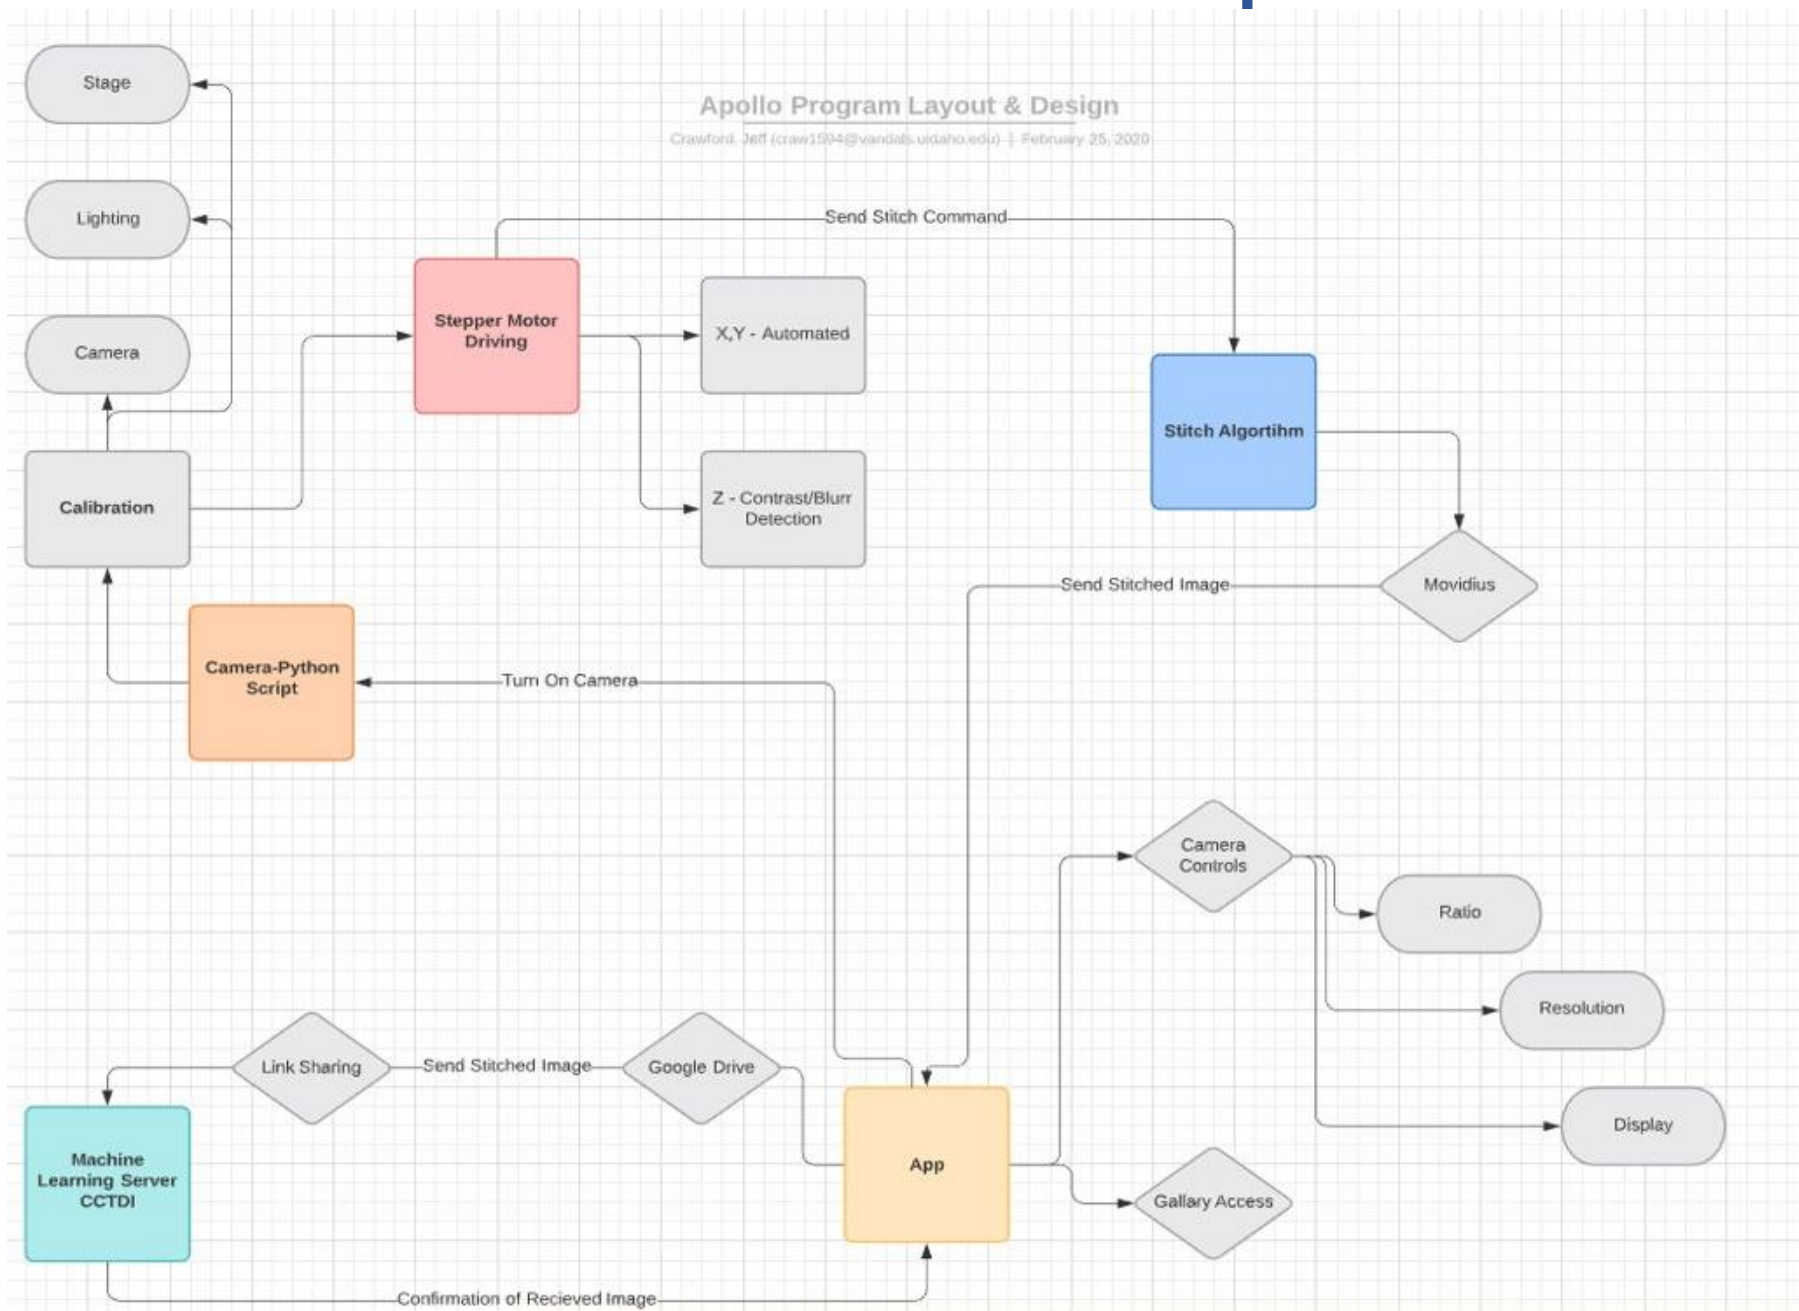 Apollo Program Layout & Design
Crawford, Jeff (craw1594@vandals.uidaho.edu) | February 25, 2020
Stage
Lighting
Camera
Calibration
Send Stitch Command
Stepper Motor
Driving
X,Y - Automated
Z - Contrast/Blurr
Detection
Stitch Algortihm
Movidius
Send Stitched Image
Camera-Python
Script
Turn On Camera
Camera
Controls
Ratio
Resolution
Display
Link Sharing
Send Stitched Image
Google Drive
Machine
Learning Server
CCTDI
App
Gallary Access
Confirmation of Recieved Image